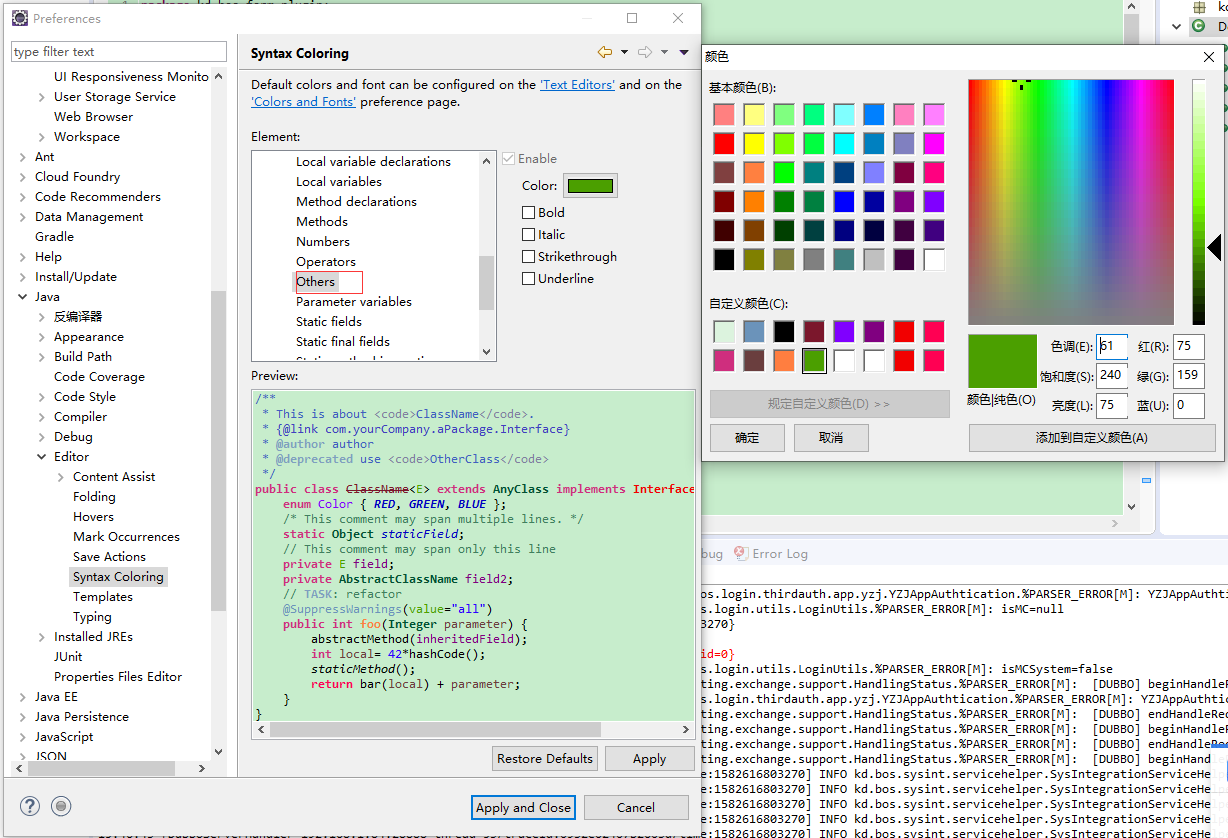 Preferences
type filter text
UI Responsiveness Monito
User Storage Service
Web Browser
Workspace
Ant
Cloud Foundry
Code Recommenders
Data Management
Gradle
Help
Install/Update
Java
反编译器
Appearance
Build Path
Code Coverage
Code Style
Compiler
Debug
Editor
Content Assist
Folding
Hovers
Mark Occurrences
Save Actions
Syntax Coloring
Templates
Typing
Installed JREs
JUnit
Properties Files Editor
Java EE
Java Persistence
JavaScript
JSON
Syntax Coloring
Default colors and font can be configured on the 'Text Editors' and on the
'Colors and Fonts' preference page.
Element:
Local variable declarations
Local variables
Method declarations
Methods
Numbers
Operators
Others
Parameter variables
Static fields
Static final fields
Enable
Color:
Bold
Italic
Strikethrough
Underline
Preview:
/**
 * This is about <code>ClassName</code>.
 * {@link com.yourCompany.aPackage.Interface}
 * @author author
 * @deprecated use <code>OtherClass</code>
 */
public class ClassName<E> extends AnyClass implements Interface
    enum Color { RED, GREEN, BLUE };
    /* This comment may span multiple lines. */
    static Object staticField;
    // This comment may span only this line
    private E field;
    private AbstractClassName field2;
    // TASK: refactor
    @SuppressWarnings(value="all")
    public int foo(Integer parameter) {
        abstractMethod(inheritedField);
        int local= 42*hashCode();
        staticMethod();
        return bar(local) + parameter;
    }
}
Restore Defaults
Apply
Apply and Close
Cancel
颜色
基本颜色(B):
自定义颜色(C):
规定自定义颜色(D) >>
确定
取消
颜色|纯色(O)
色调(E): 61
红(R): 75
饱和度(S): 240
绿(G): 159
亮度(L): 75
蓝(U): 0
添加到自定义颜色(A)
bug
Error Log
os.login.thirdauth.app.yzj.YZJAppAuthtication.%PARSER_ERROR[M]: YZJAppAuthti
s.login.utils.LoginUtils.%PARSER_ERROR[M]: isMC=null
3270}
id=0}
s.login.utils.LoginUtils.%PARSER_ERROR[M]: isMCSystem=false
ting.exchange.support.HandlingStatus.%PARSER_ERROR[M]:  [DUBBO] beginHandleR
s.login.thirdauth.app.yzj.YZJAppAuthtication.%PARSER_ERROR[M]: YZJAppAuthtic
ting.exchange.support.HandlingStatus.%PARSER_ERROR[M]:  [DUBBO] endHandleRec
ting.exchange.support.HandlingStatus.%PARSER_ERROR[M]:  [DUBBO] beginHandleR
ting.exchange.support.HandlingStatus.%PARSER_ERROR[M]:  [DUBBO] endHandleRec
ting.exchange.support.HandlingStatus.%PARSER_ERROR[M]:  [DUBBO] beginHandl
e:1582616803270] INFO kd.bos.sysint.servicehelper.SysIntegrationServiceHelp
e:1582616803270] INFO kd.bos.sysint.servicehelper.SysIntegrationServiceHelp
e:1582616803270] INFO kd.bos.sysint.servicehelper.SysIntegrationServiceHe
e:1582616803270] INFO kd.bos.sysint.servicehelper.SysIntegrationServiceHe
e:1582616803270] INFO kd.bos.sysint.servicehelper.SysIntegrationServiceHe